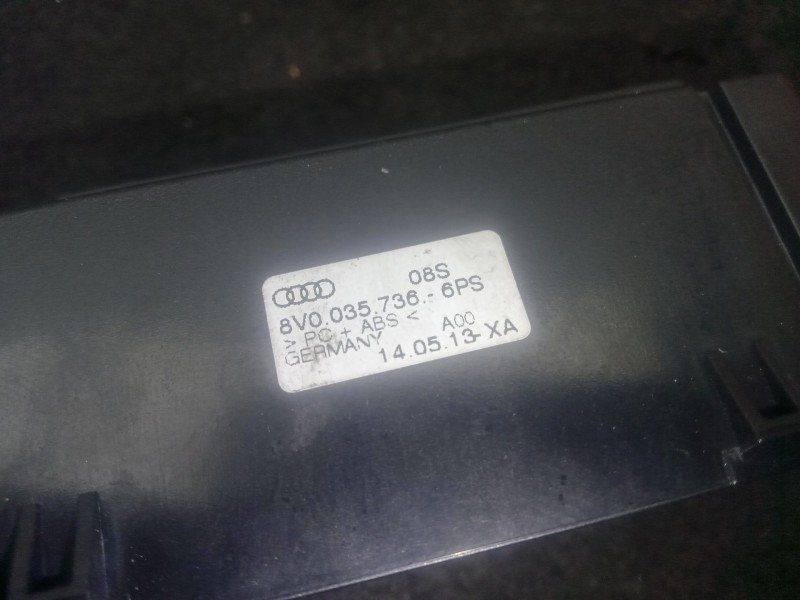 08S
8V0.035.736.- 6PS
> PC + ABS < A00
GERMANY 14.05.13-XA